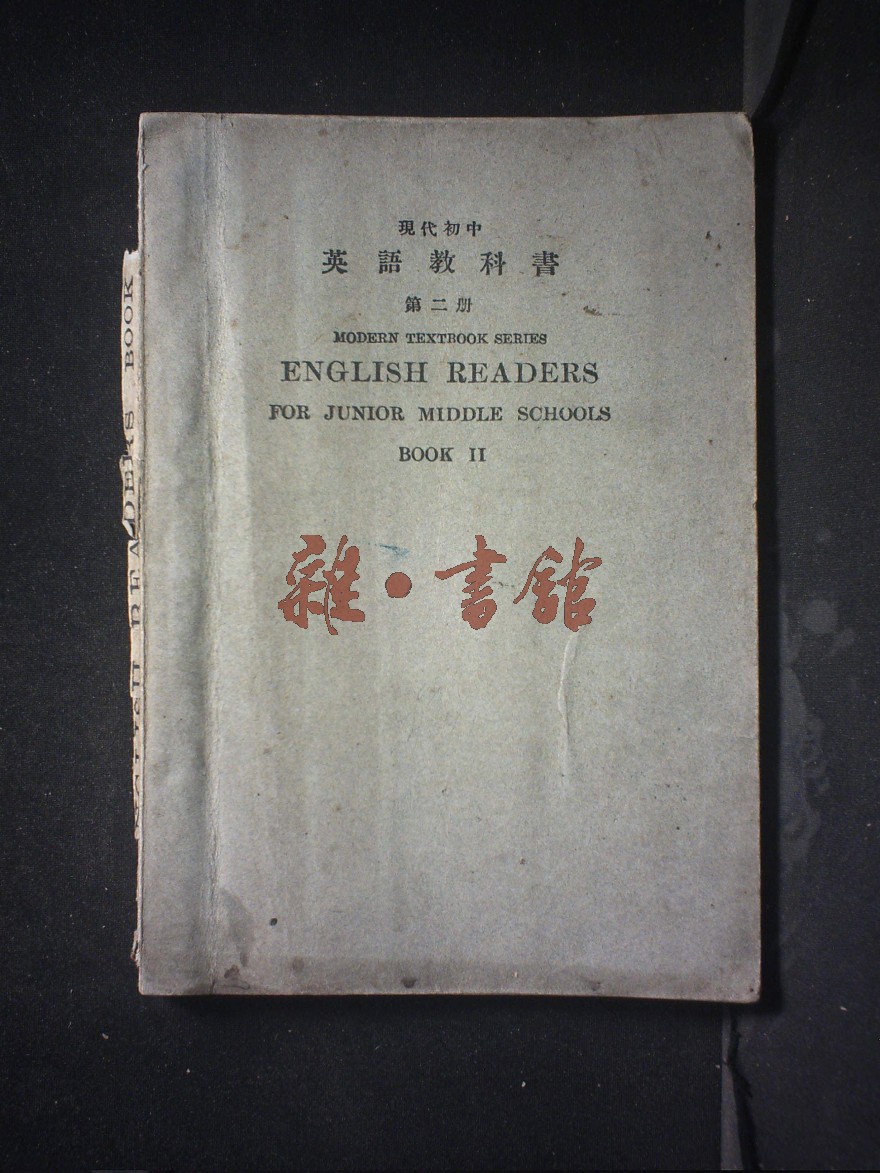 現代初中
英語教科書
第二册
MODERN TEXTBOOK SERIES
ENGLISH READERS
FOR JUNIOR MIDDLE SCHOOLS
BOOK II
雜·書館
READERS BOOK